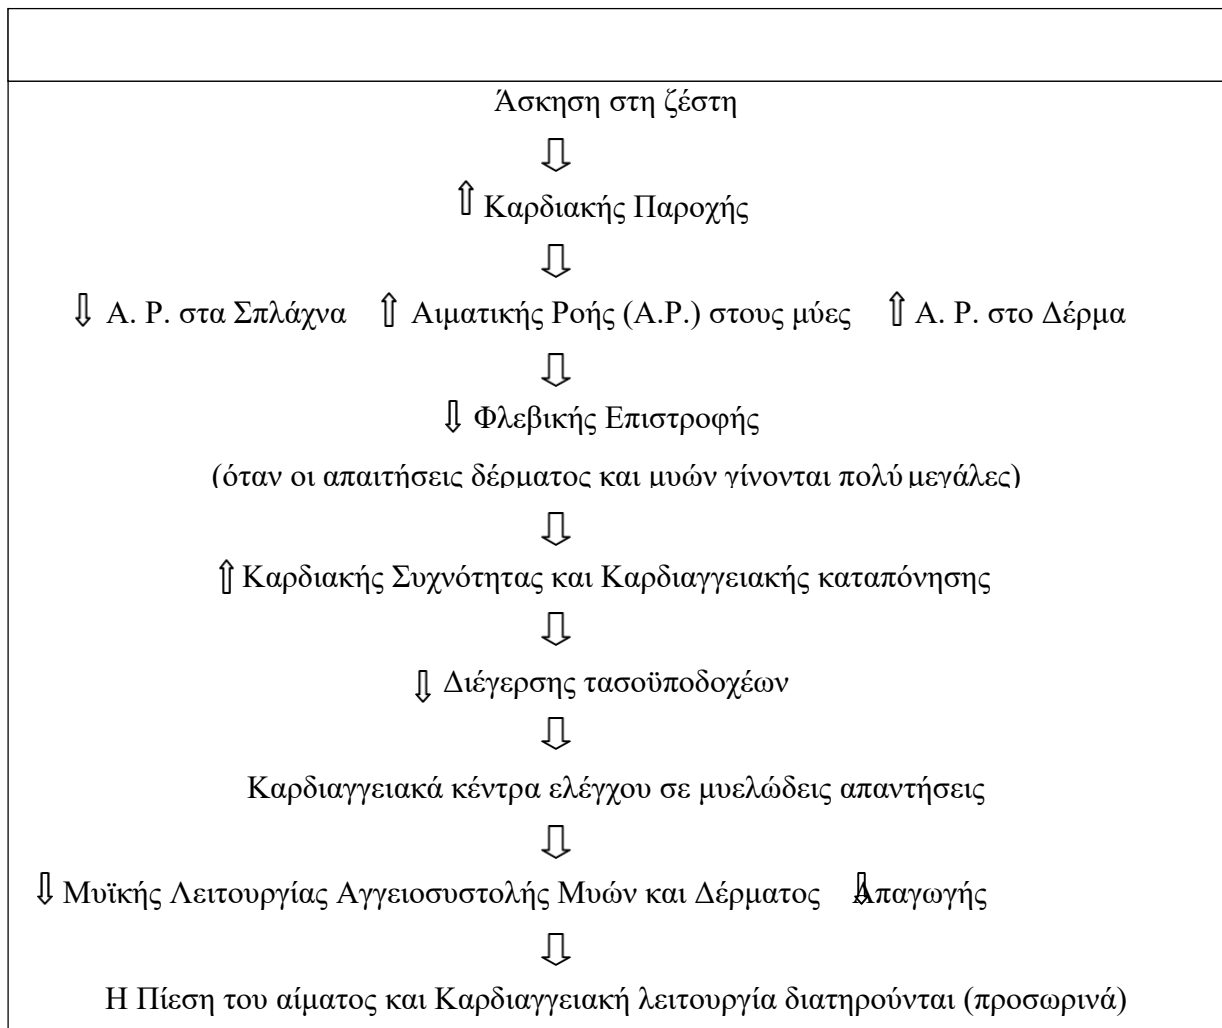 Άσκηση στη ζέστη
⇩
⇧ Καρδιακής Παροχής
⇩
⇩ Α. Ρ. στα Σπλάχνα ⇧ Αιματικής Ροής (Α.Ρ.) στους μύες ⇧ Α. Ρ. στο Δέρμα
⇩
⇩ Φλεβικής Επιστροφής
(όταν οι απαιτήσεις δέρματος και μυών γίνονται πολύ μεγάλες)
⇩
⇧ Καρδιακής Συχνότητας και Καρδιαγγειακής καταπόνησης
⇩
⇩ Διέγερσης τασοϋποδοχέων
⇩
Καρδιαγγειακά κέντρα ελέγχου σε μυελώδεις απαντήσεις
⇩
⇩ Μυϊκής Λειτουργίας Αγγειοσυστολής Μυών και Δέρματος ⇩ Απαγωγής
⇩
Η Πίεση του αίματος και Καρδιαγγειακή λειτουργία διατηρούνται (προσωρινά)